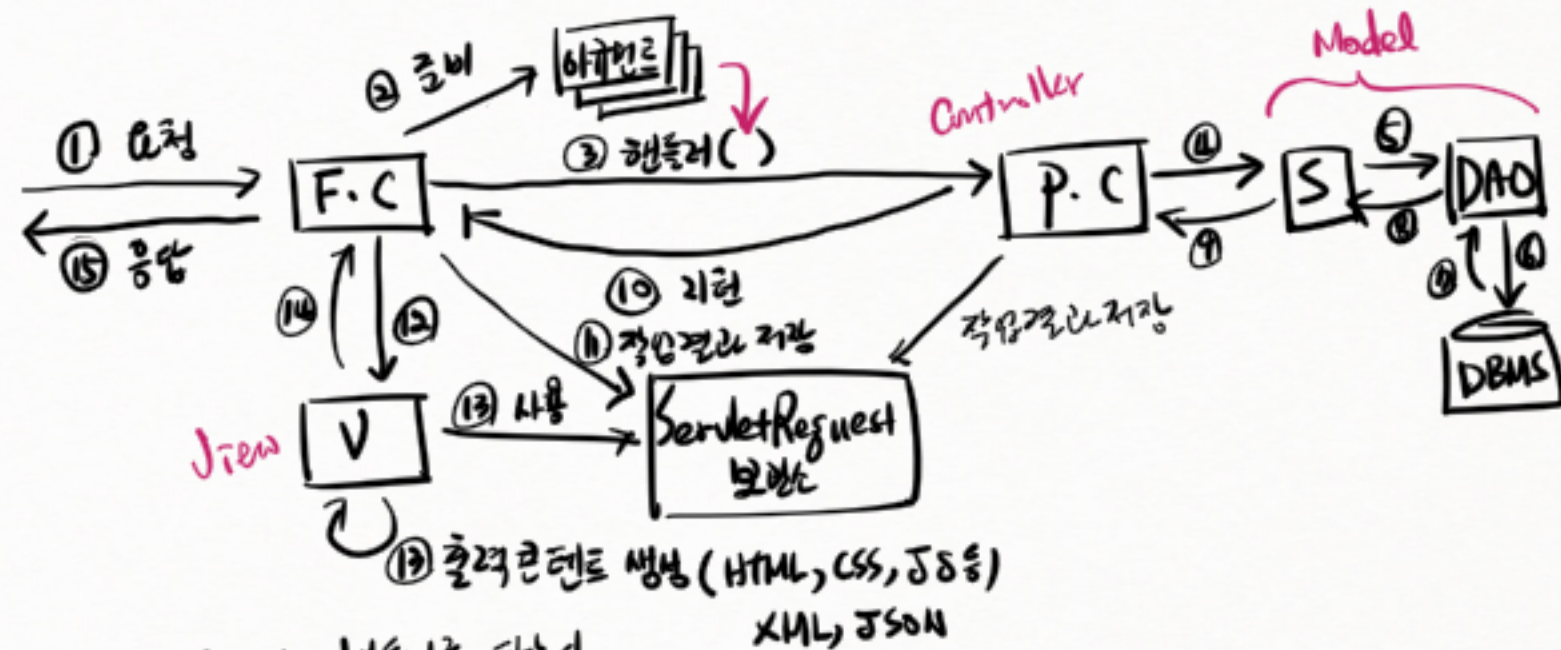 Model
② 준비
아규먼트
Controller
① 요청
③ 핸들러( )
④
⑤
F.C
P.C
S
DAO
⑮ 응답
⑨
⑧
⑦
⑥
⑩ 리턴
⑭
⑫
⑪ 작업결과 저장
작업결과 저장
DBMS
View
V
⑬ 사용
ServletRequest
보관소
⑬ 출력콘텐트 생성 (HTML, CSS, JS등)
XML, JSON